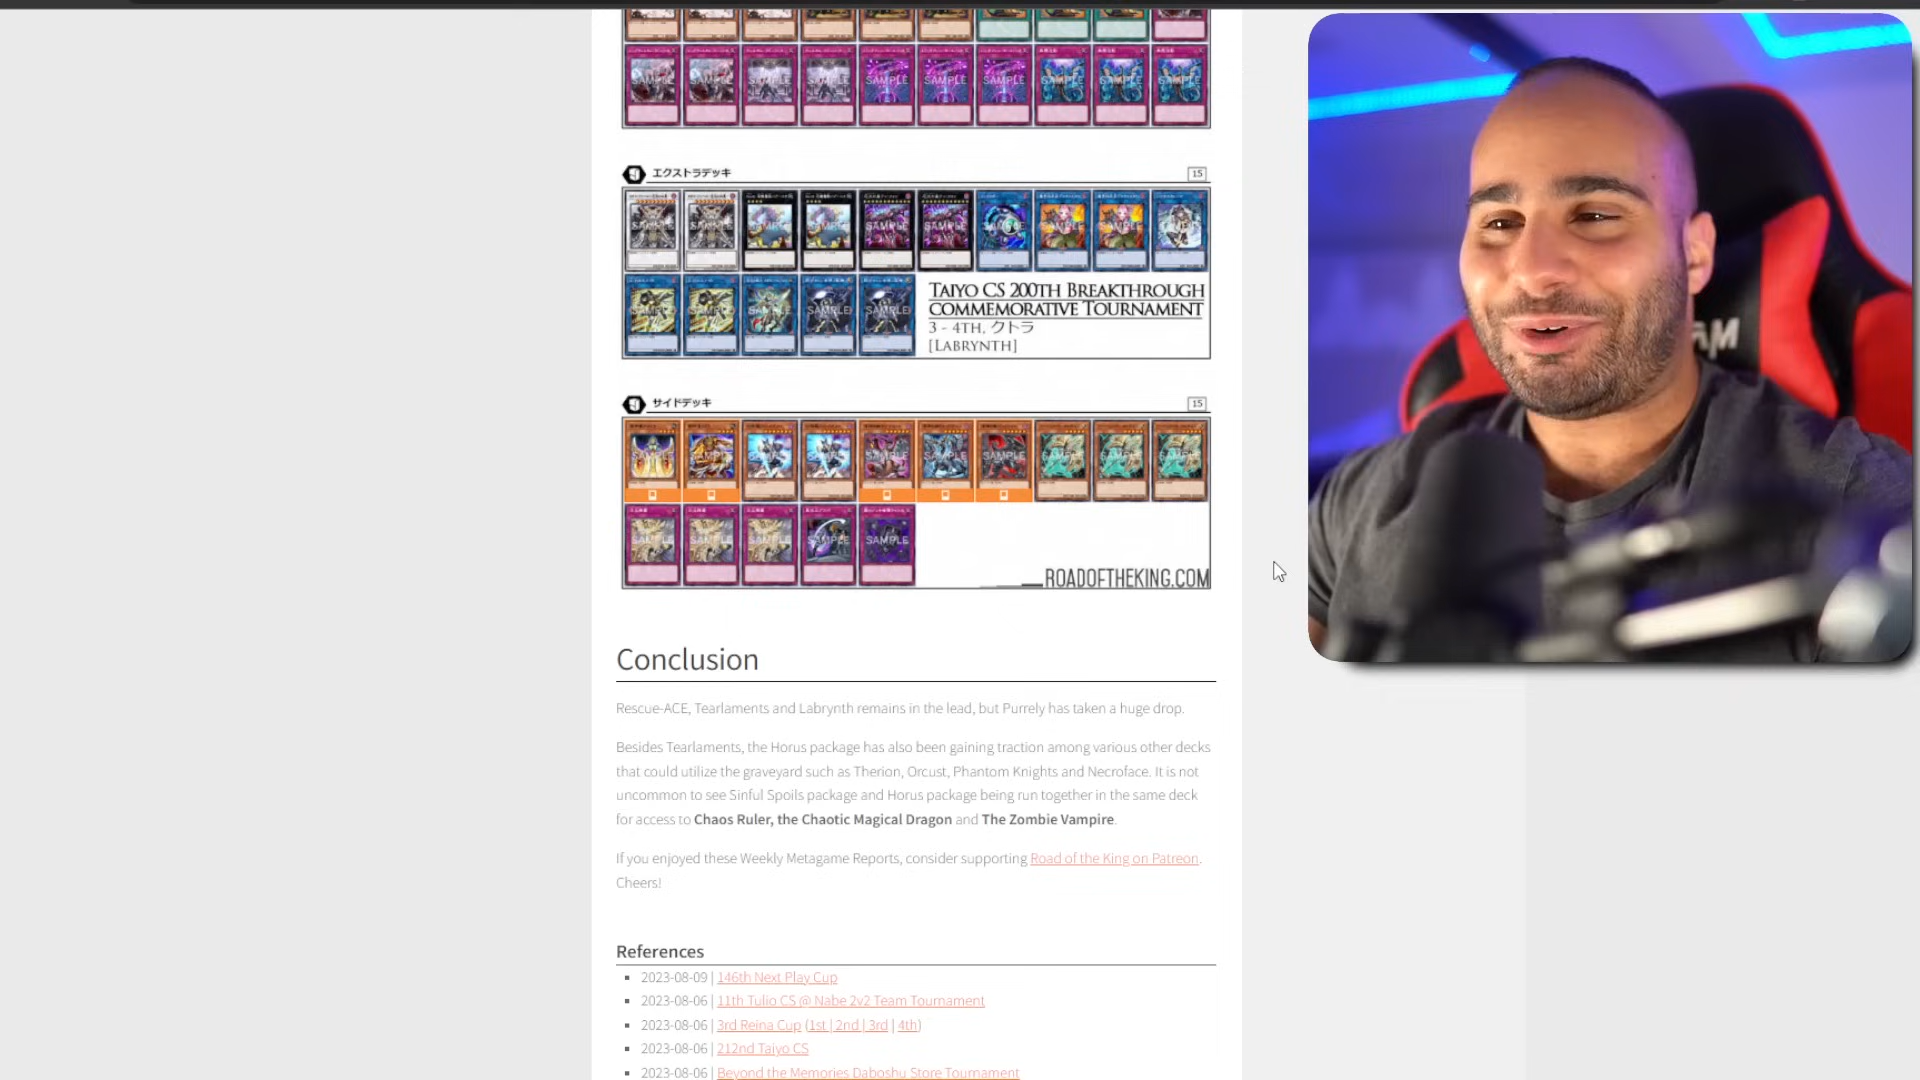 エクストラデッキ
15
TAIYO CS 200TH BREAKTHROUGH
COMMEMORATIVE TOURNAMENT
3 - 4TH, クトラ
[LABRYNTH]
サイドデッキ
15
ROADOFTHEKING.COM
Conclusion
Rescue-ACE, Tearlaments and Labrynth remains in the lead, but Purrely has taken a huge drop.
Besides Tearlaments, the Horus package has also been gaining traction among various other decks
that could utilize the graveyard such as Therion, Orcust, Phantom Knights and Necroface. It is not
uncommon to see Sinful Spoils package and Horus package being run together in the same deck
for access to Chaos Ruler, the Chaotic Magical Dragon and The Zombie Vampire.
If you enjoyed these Weekly Metagame Reports, consider supporting Road of the King on Patreon.
Cheers!
References
2023-08-09 | 146th Next Play Cup
2023-08-06 | 11th Tulio CS @ Nabe 2v2 Team Tournament
2023-08-06 | 3rd Reina Cup (1st | 2nd | 3rd | 4th)
2023-08-06 | 212nd Taiyo CS
2023-08-06 | Beyond the Memories Daboshu Store Tournament